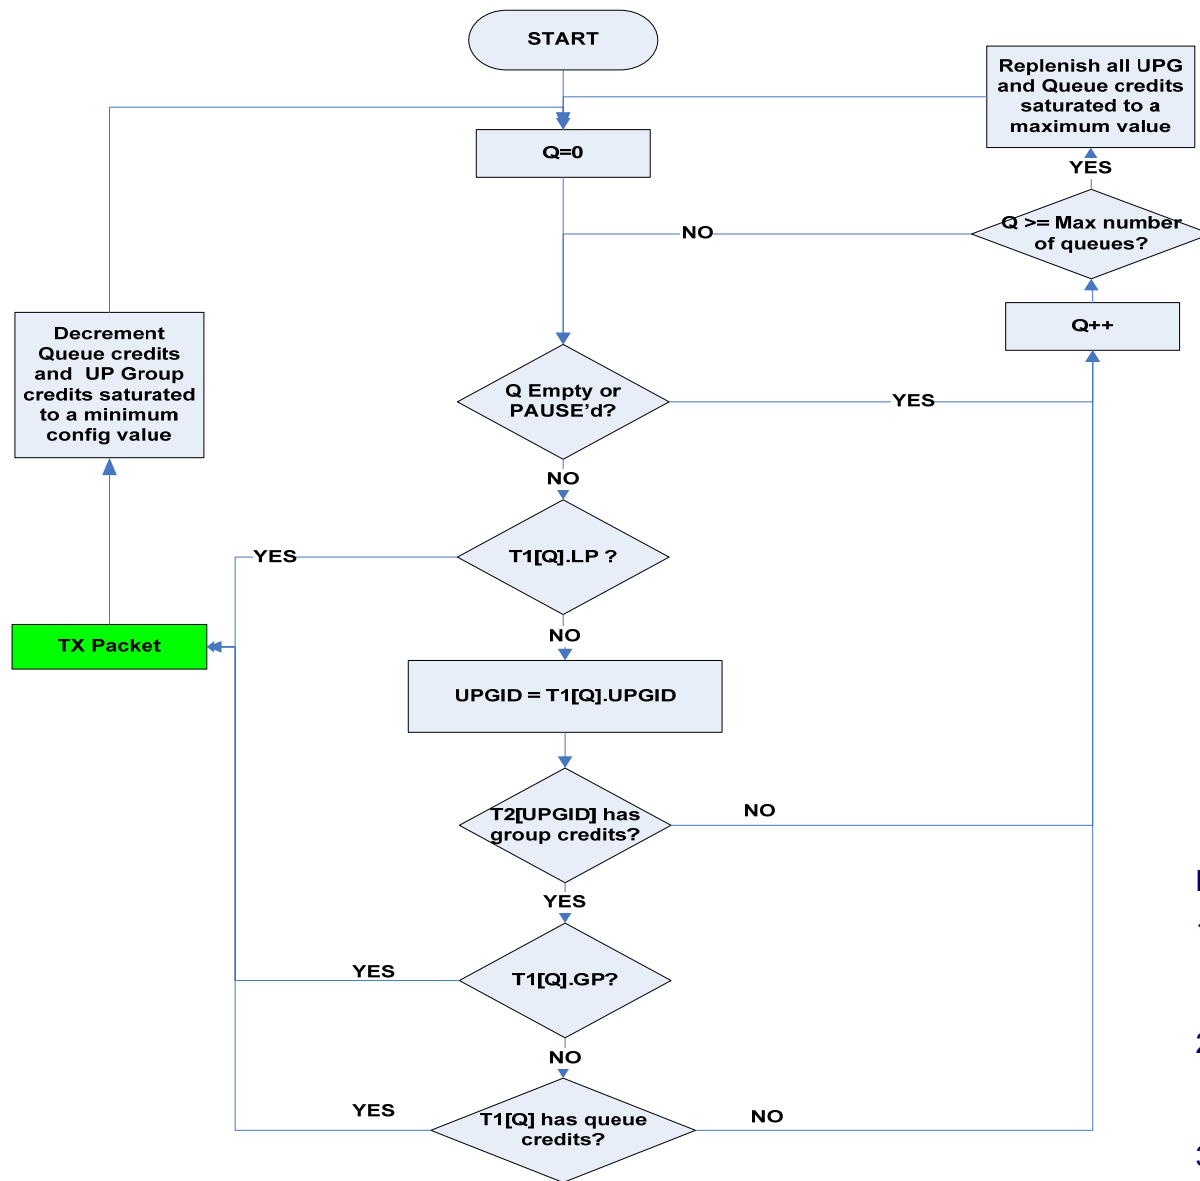 START
Replenish all UPG
and Queue credits
saturated to a
maximum value
Q=0
YES
Q >= Max number
of queues?
NO
Q++
Decrement
Queue credits
and UP Group
credits saturated
to a minimum
config value
Q Empty or
PAUSE'd?
YES
NO
T1[Q].LP ?
YES
NO
TX Packet
UPGID = T1[Q].UPGID
T2[UPGID] has
group credits?
NO
YES
T1[Q].GP?
YES
NO
T1[Q] has queue
credits?
YES
NO
2
3